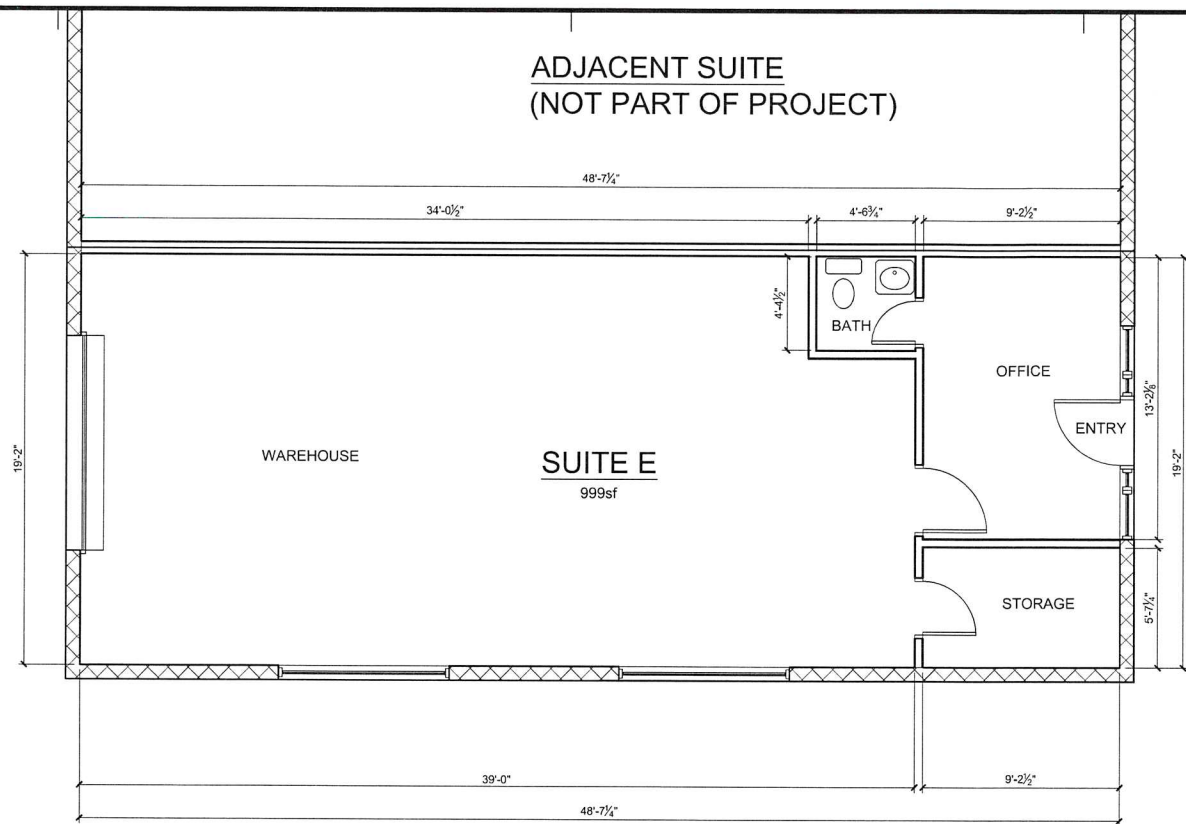 ADJACENT SUITE
(NOT PART OF PROJECT)
48'-7¼"
34'-0½"
4'-6¾"
9'-2½"
4'-4½"
BATH
OFFICE
13'-2⅞"
ENTRY
19'-2"
WAREHOUSE
SUITE E
999sf
19'-2"
STORAGE
5'-7¼"
39'-0"
9'-2½"
48'-7¼"